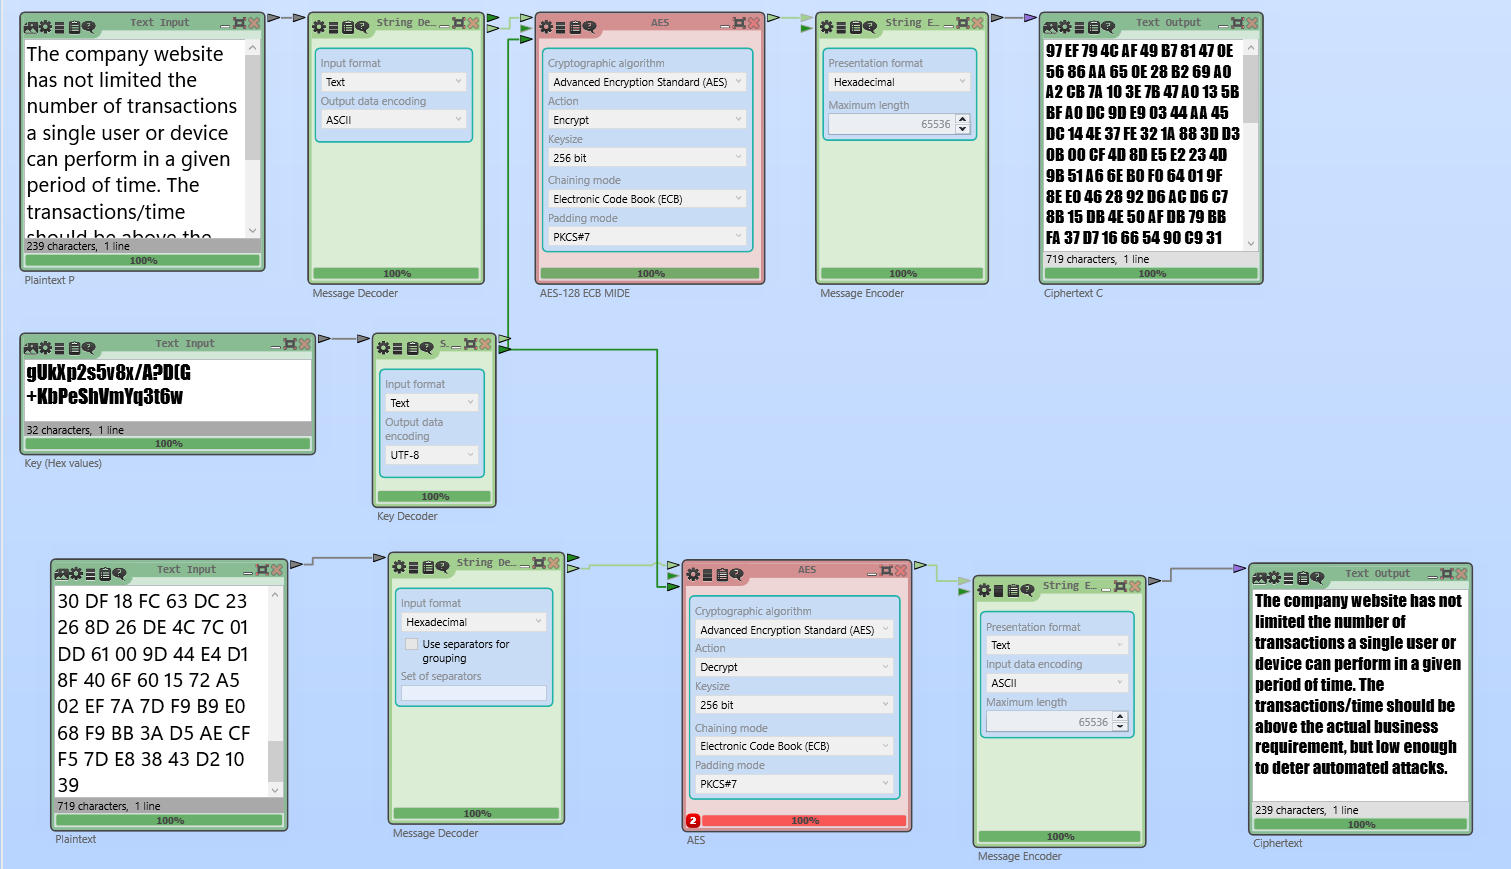 Text Input
The company website
has not limited the
number of transactions
a single user or device
can perform in a given
period of time. The
transactions/time
should be above the
239 characters, 1 line
100%
Plaintext P
String De...
Input format
Text
Output data encoding
ASCII
100%
Message Decoder
AES
Cryptographic algorithm
Advanced Encryption Standard (AES)
Action
Encrypt
Keysize
256 bit
Chaining mode
Electronic Code Book (ECB)
Padding mode
PKCS#7
100%
AES-128 ECB MIDE
String E...
Presentation format
Hexadecimal
Maximum length
65536
100%
Message Encoder
Text Output
97 EF 79 4C AF 49 B7 81 47 0E
56 86 AA 65 0E 28 B2 69 A0
A2 CB 7A 10 3E 7B 47 A0 13 5B
BF A0 DC 9D E9 03 44 AA 45
DC 14 4E 37 FE 32 1A 88 3D D3
0B 00 CF 4D 8D E5 E2 23 4D
9B 51 A6 6E B0 F0 64 01 9F
8E E0 46 28 92 D6 AC D6 C7
8B 15 DB 4E 50 AF DB 79 BB
FA 37 D7 16 66 54 90 C9 31
719 characters, 1 line
100%
Ciphertext C
Text Input
gUkXp2s5v8x/A?D(G
+KbPeShVmYq3t6w
32 characters, 1 line
100%
Key (Hex values)
S...
Input format
Text
Output data
encoding
UTF-8
100%
Key Decoder
Text Input
30 DF 18 FC 63 DC 23
26 8D 26 DE 4C 7C 01
DD 61 00 9D 44 E4 D1
8F 40 6F 60 15 72 A5
02 EF 7A 7D F9 B9 E0
68 F9 BB 3A D5 AE CF
F5 7D E8 38 43 D2 10
39
719 characters, 1 line
100%
Plaintext
String De...
Input format
Hexadecimal
Use separators for
grouping
Set of separators
100%
Message Decoder
AES
Cryptographic algorithm
Advanced Encryption Standard (AES)
Action
Decrypt
Keysize
256 bit
Chaining mode
Electronic Code Book (ECB)
Padding mode
PKCS#7
2
100%
AES
String E...
Presentation format
Text
Input data encoding
ASCII
Maximum length
65536
100%
Message Encoder
Text Output
The company website has not
limited the number of
transactions a single user or
device can perform in a given
period of time. The
transactions/time should be
above the actual business
requirement, but low enough
to deter automated attacks.
239 characters, 1 line
100%
Ciphertext